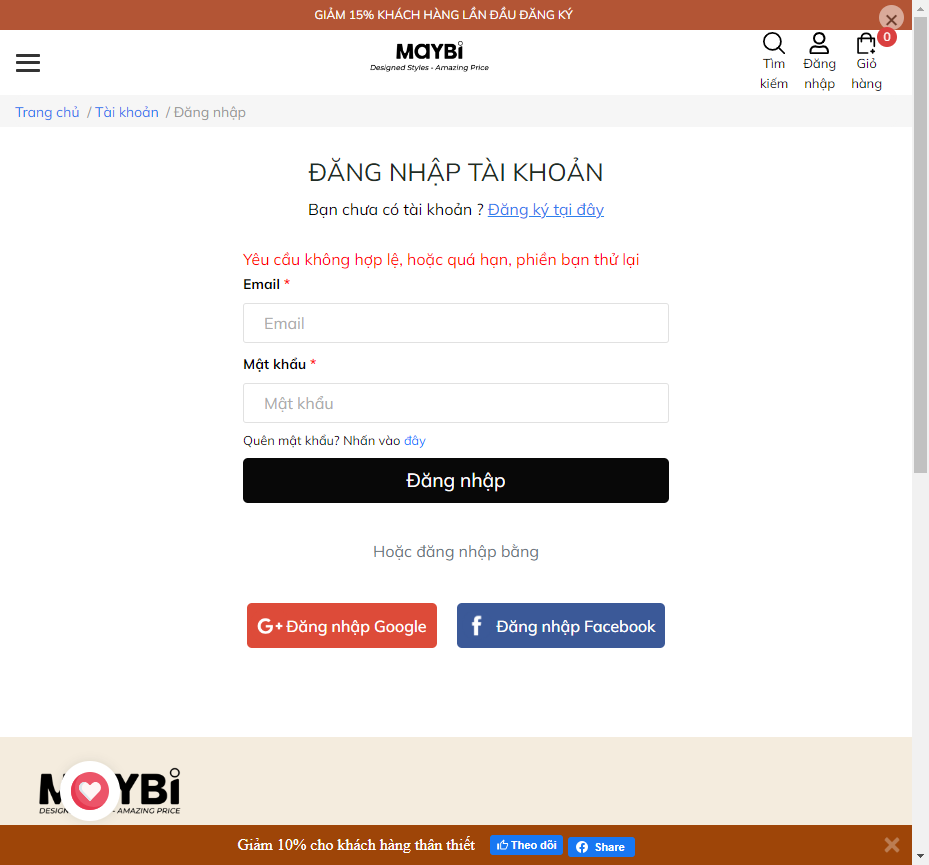 GIẢM 15% KHÁCH HÀNG LẦN ĐẦU ĐĂNG KÝ
MAYBI
Designed Styles - Amazing Price
Tìm kiếm
Đăng nhập
0
Giỏ hàng
Trang chủ / Tài khoản / Đăng nhập
ĐĂNG NHẬP TÀI KHOẢN
Bạn chưa có tài khoản ? Đăng ký tại đây
Yêu cầu không hợp lệ, hoặc quá hạn, phiền bạn thử lại
Email *
Email
Mật khẩu *
Mật khẩu
Quên mật khẩu? Nhấn vào đây
Đăng nhập
Hoặc đăng nhập bằng
G+ Đăng nhập Google
f Đăng nhập Facebook
YBI
AMAZING PRICE
Giảm 10% cho khách hàng thân thiết
Theo dõi
Share